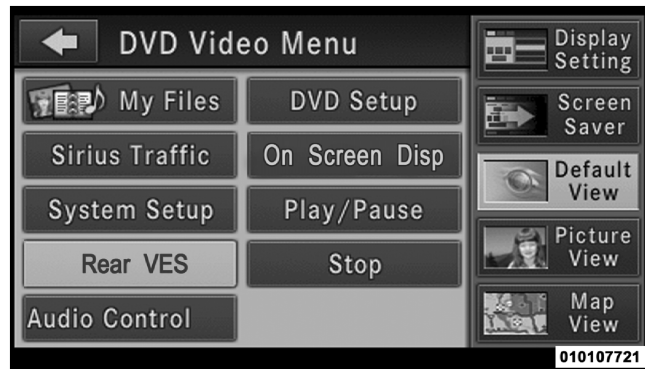 DVD Video Menu
My Files
DVD Setup
Sirius Traffic
On Screen Disp
System Setup
Play/Pause
Rear VES
Stop
Audio Control
Display
Setting
Screen
Saver
Default
View
Picture
View
Map
View
010107721